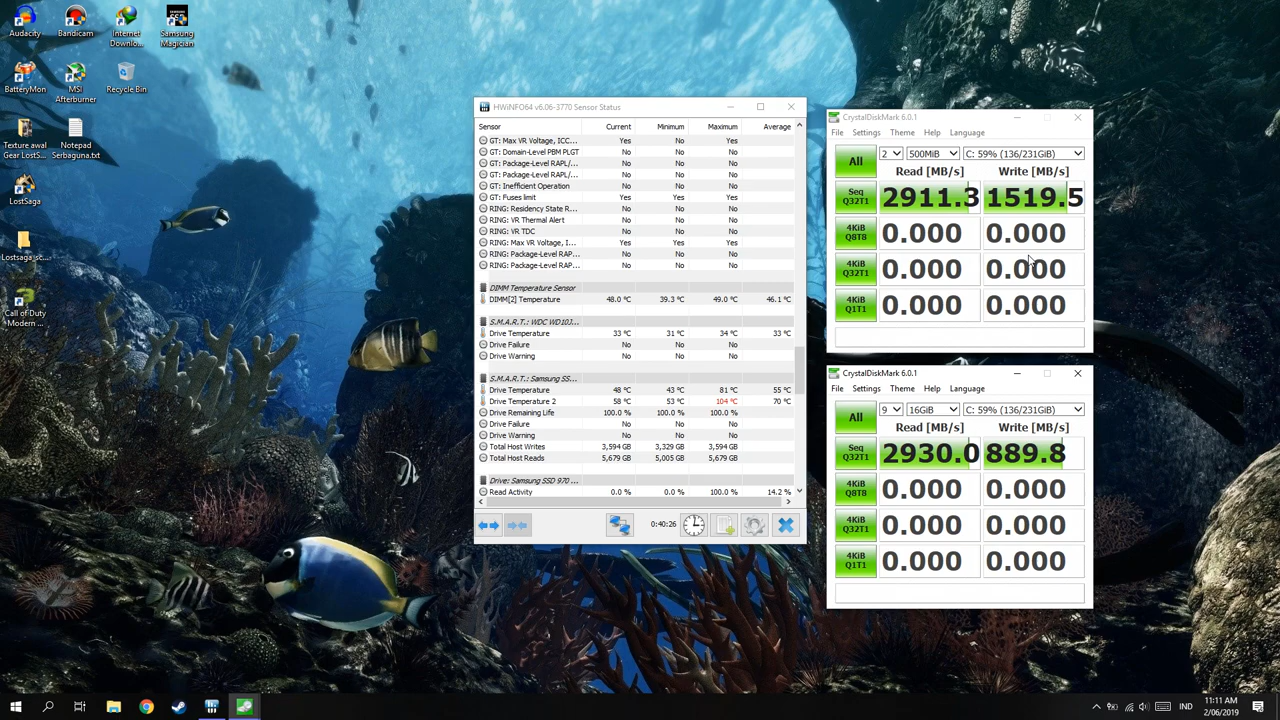 Audacity
Bandicam
Internet Downlo...
Samsung Magician
BatteryMon
MSI Afterburner
Recycle Bin
Texture awal Gear LostS...
Notepad Serbaguna.txt
LostSaga
Lostsaga_sc...
Call of Duty Modern ...
HWiNFO64 v6.06-3770 Sensor Status
Sensor Current Minimum Maximum Average
GT: Max VR Voltage, ICC... Yes No Yes
GT: Domain-Level PBM PLGT No No No
GT: Package-Level RAPL/... No No No
GT: Package-Level RAPL/... No No No
GT: Inefficient Operation No No No
GT: Fuses limit Yes Yes Yes
RING: Residency State R... No No No
RING: VR Thermal Alert No No No
RING: VR TDC No No No
RING: Max VR Voltage, I... Yes Yes Yes
RING: Package-Level RAP... No No No
RING: Package-Level RAP... No No No
DIMM Temperature Sensor
DIMM[2] Temperature 48.0 °C 39.3 °C 49.0 °C 46.1 °C
S.M.A.R.T.: WDC WD10J...
Drive Temperature 33 °C 31 °C 34 °C 33 °C
Drive Failure No No No
Drive Warning No No No
S.M.A.R.T.: Samsung SS...
Drive Temperature 48 °C 43 °C 81 °C 55 °C
Drive Temperature 2 58 °C 53 °C 104 °C 70 °C
Drive Remaining Life 100.0 % 100.0 % 100.0 %
Drive Failure No No No
Drive Warning No No No
Total Host Writes 3,594 GB 3,329 GB 3,594 GB
Total Host Reads 5,679 GB 5,005 GB 5,679 GB
Drive: Samsung SSD 970 ...
Read Activity 0.0 % 0.0 % 100.0 % 14.2 %
0:40:26
CrystalDiskMark 6.0.1
File Settings Theme Help Language
All 2 500MiB C: 59% (136/231GiB)
Read [MB/s] Write [MB/s]
Seq Q32T1 2911.3 1519.5
4KiB Q8T8 0.000 0.000
4KiB Q32T1 0.000 0.000
4KiB Q1T1 0.000 0.000
CrystalDiskMark 6.0.1
File Settings Theme Help Language
All 9 16GiB C: 59% (136/231GiB)
Read [MB/s] Write [MB/s]
Seq Q32T1 2930.0 889.8
4KiB Q8T8 0.000 0.000
4KiB Q32T1 0.000 0.000
4KiB Q1T1 0.000 0.000
IND
11:11 AM
2/06/2019